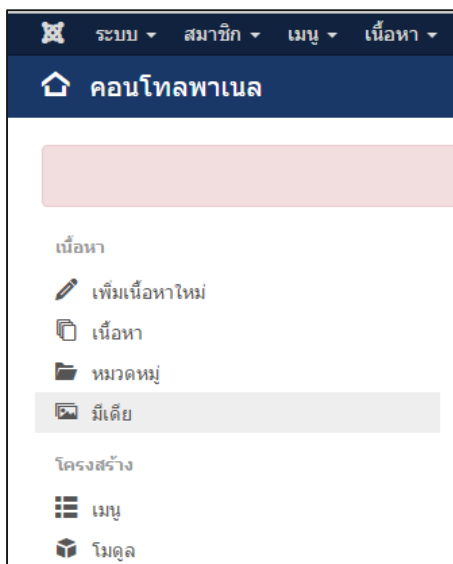 ระบบ สมาชิก เมนู เนื้อหา
คอนโทลพาเนล
เนื้อหา
เพิ่มเนื้อหาใหม่
เนื้อหา
หมวดหมู่
มีเดีย
โครงสร้าง
เมนู
โมดูล